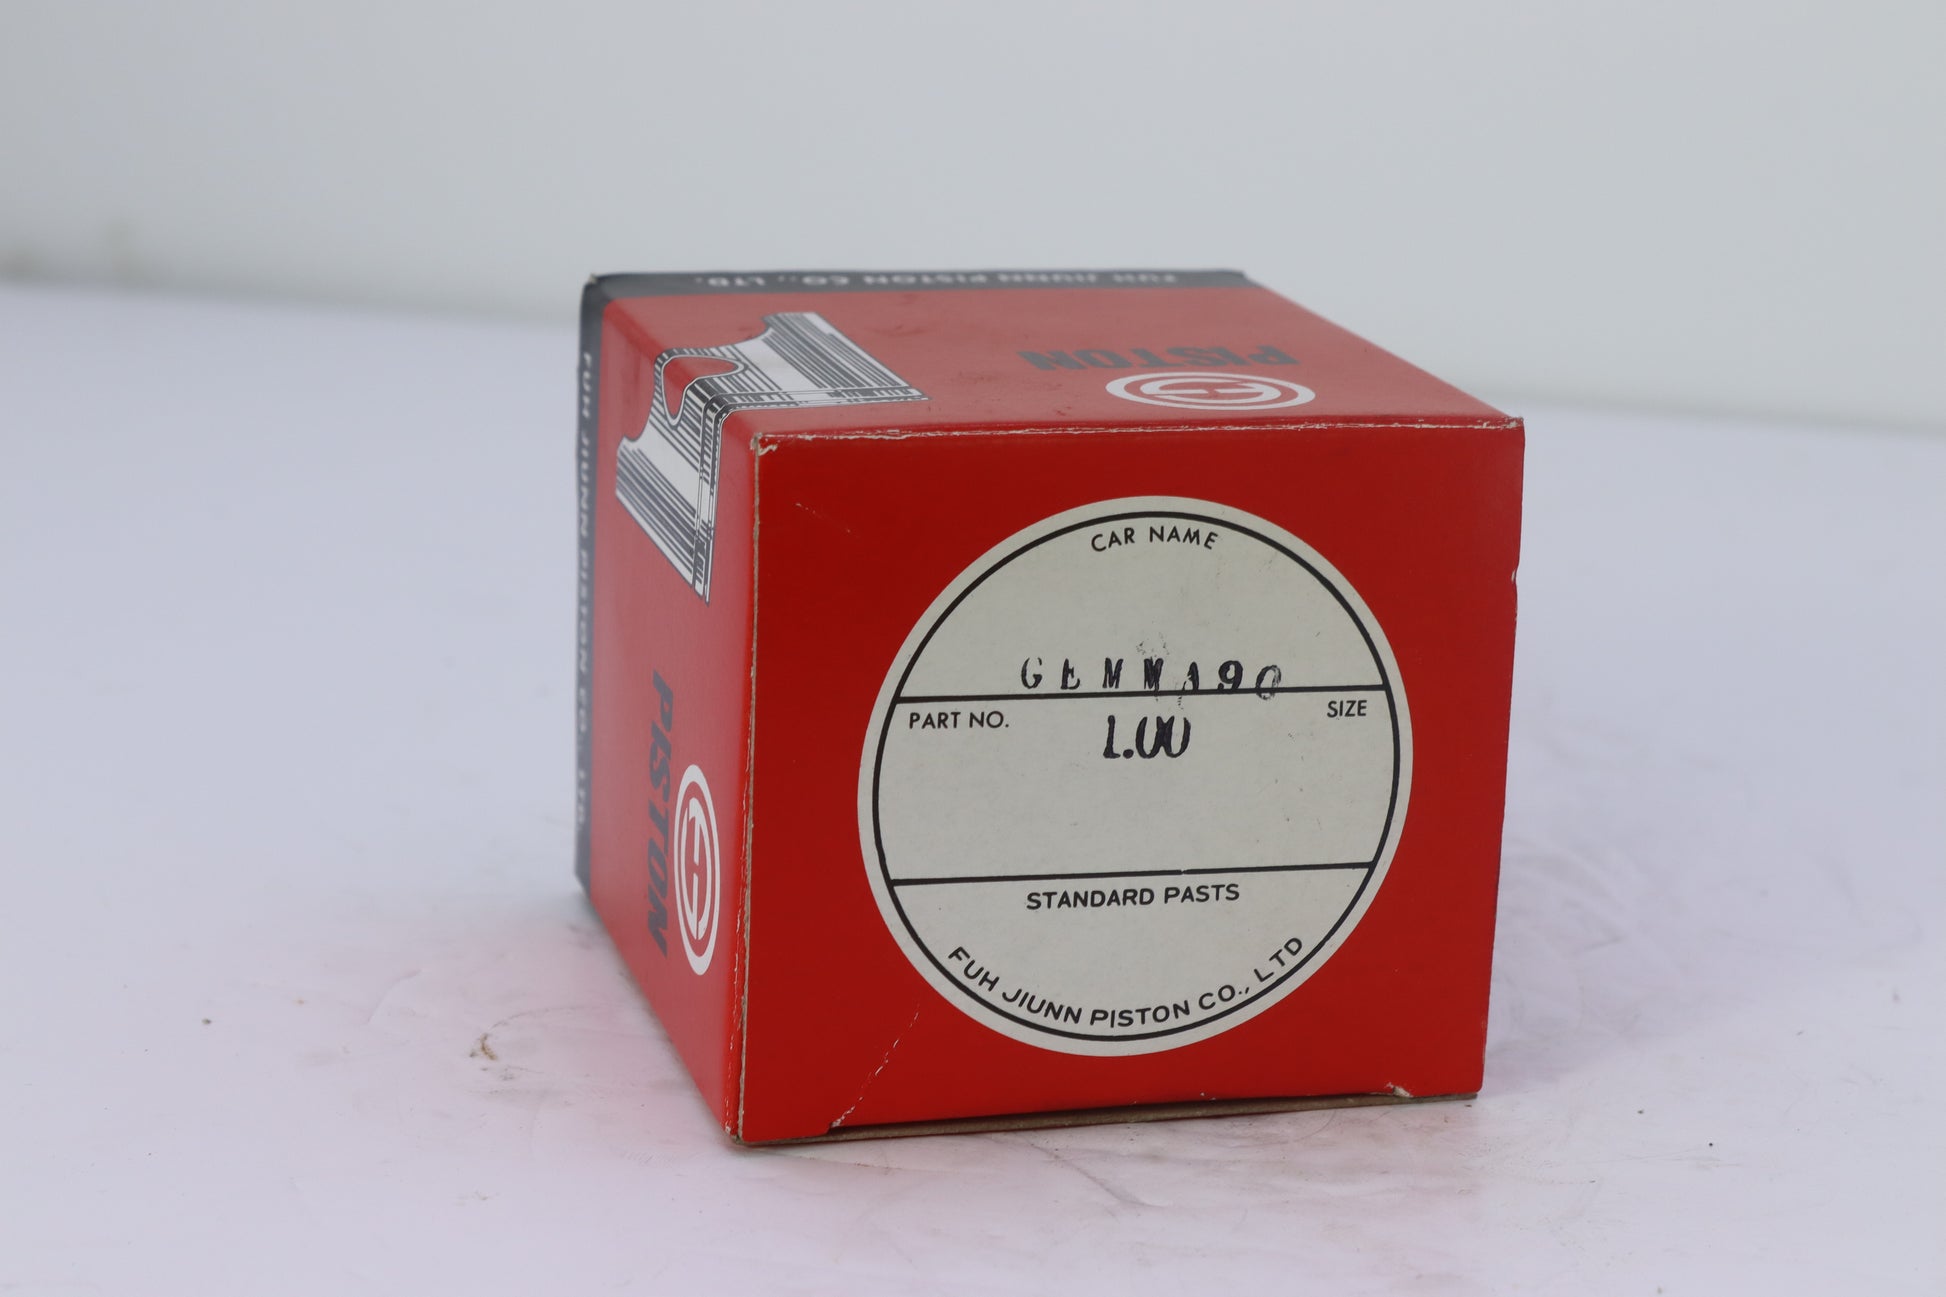 FUH JIUNN PISTON CO., LTD.
PISTON
FUH JIUNN PISTON CO., LTD.
PISTON
CAR NAME
GEMMA90
PART NO.
SIZE
1.00
STANDARD PASTS
FUH JIUNN PISTON CO., LTD